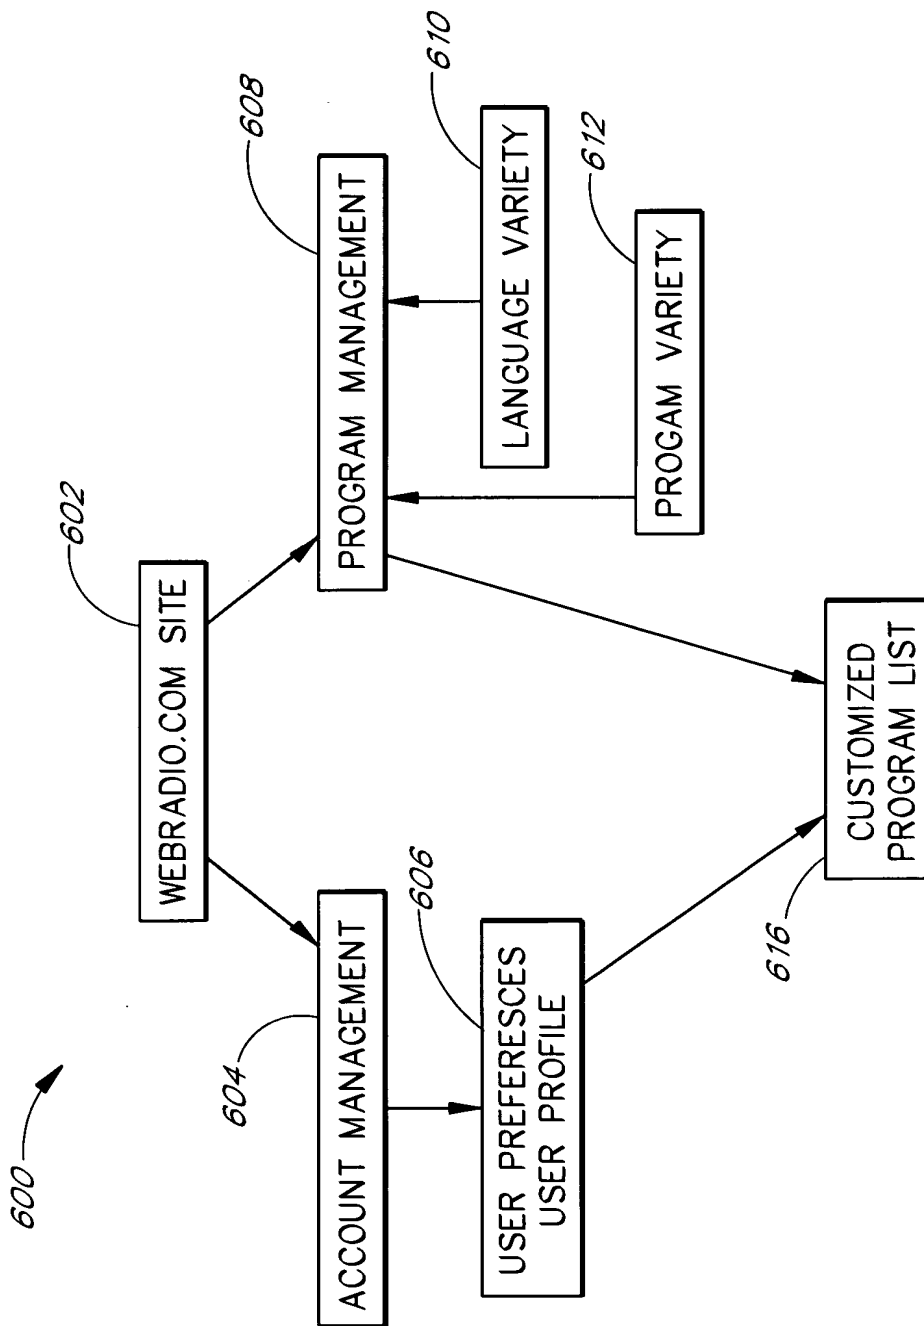 600
602
WEBRADIO.COM SITE
604
ACCOUNT MANAGEMENT
608
PROGRAM MANAGEMENT
606
USER PREFERESCES
USER PROFILE
610
LANGUAGE VARIETY
612
PROGAM VARIETY
616
CUSTOMIZED
PROGRAM LIST